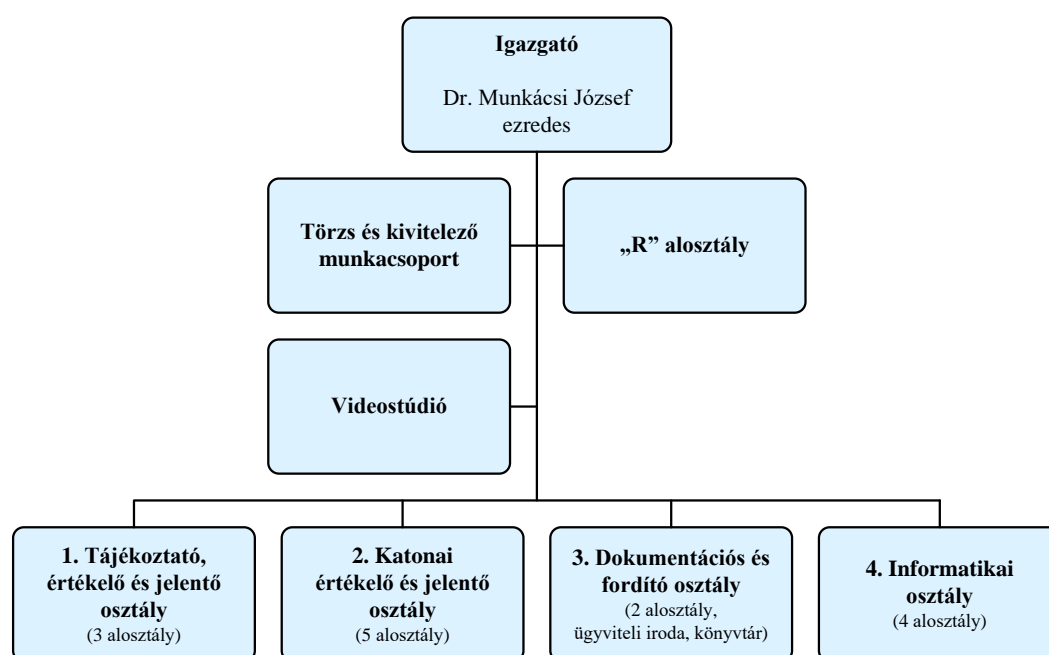 Igazgató
Dr. Munkácsi József
ezredes
Törzs és kivitelező
munkacsoport
„R” alosztály
Videostúdió
1. Tájékoztató,
értékelő és jelentő
osztály
(3 alosztály)
2. Katonai
értékelő és jelentő
osztály
(5 alosztály)
3. Dokumentációs és
fordító osztály
(2 alosztály,
ügyviteli iroda, könyvtár)
4. Informatikai
osztály
(4 alosztály)